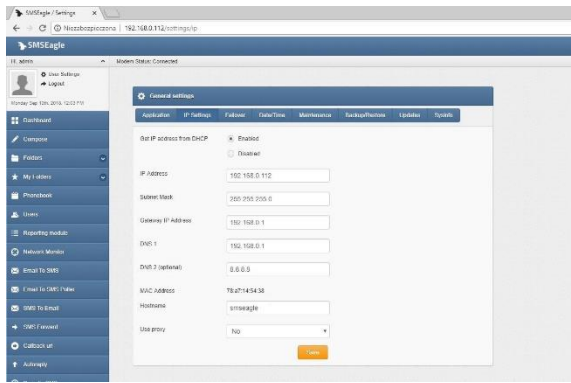 SMSEagle / Settings
Niezabezpieczona | 192.168.0.112/settings/ip
SMSEagle
Hi, admin
Modem Status: Connected
User Settings
Logout
General settings
Application IP Settings Failover Date/Time Maintenance Backup/Restore Updates Sysinfo
Dashboard
Compose
Folders
My Folders
Phonebook
Users
Reporting module
Network Monitor
Email To SMS
Email To SMS Poller
SMS To Email
SMS Forward
Callback url
Autoreply
Get IP address from DHCP
Enabled
Disabled
IP Address
192.168.0.112
Subnet Mask
255.255.255.0
Gateway IP Address
192.168.0.1
DNS 1
192.168.0.1
DNS 2 (optional)
MAC Address
Hostname
smseagle
Use proxy
No